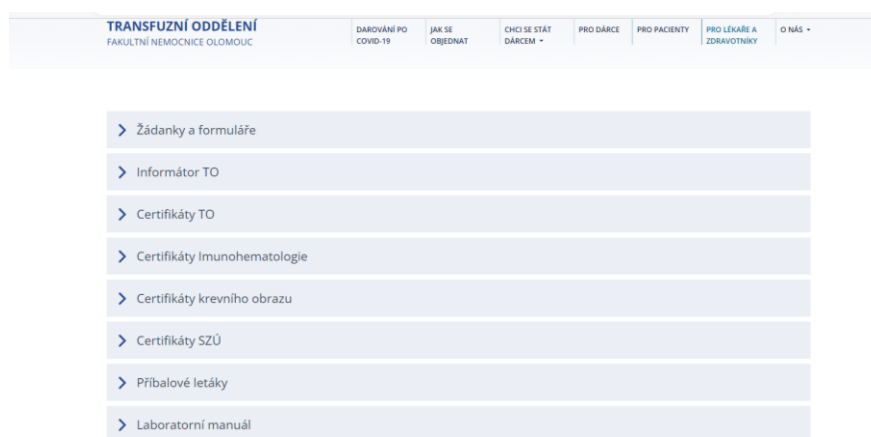 TRANSFUZNÍ ODDĚLENÍ
FAKULTNÍ NEMOCNICE OLOMOUC
DAROVÁNÍ PO
COVID-19
JAK SE
OBJEDNAT
CHCI SE STÁT
DÁRCEM
PRO DÁRCE
PRO PACIENTY
PRO LÉKAŘE A
ZDRAVOTNÍKY
O NÁS
Žádanky a formuláře
Informátor TO
Certifikáty TO
Certifikáty Imunohematologie
Certifikáty krevního obrazu
Certifikáty SZÚ
Příbalové letáky
Laboratorní manuál